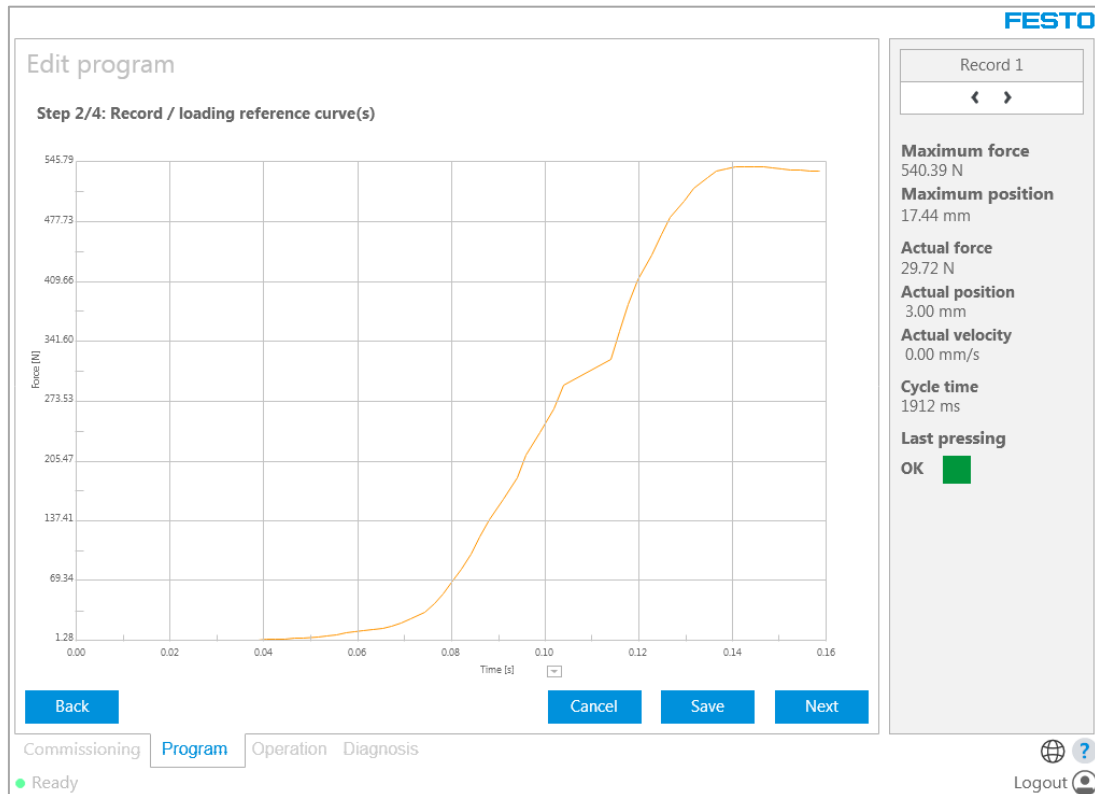 FESTO
Edit program
Step 2/4: Record / loading reference curve(s)
545.79
477.73
409.66
341.60
273.53
205.47
137.41
69.34
1.28
Force [N]
0.00 0.02 0.04 0.06 0.08 0.10 0.12 0.14 0.16
Time [s]
Back Cancel Save Next
Record 1
Maximum force
540.39 N
Maximum position
17.44 mm
Actual force
29.72 N
Actual position
3.00 mm
Actual velocity
0.00 mm/s
Cycle time
1912 ms
Last pressing
OK
Commissioning Program Operation Diagnosis
?
Ready
Logout